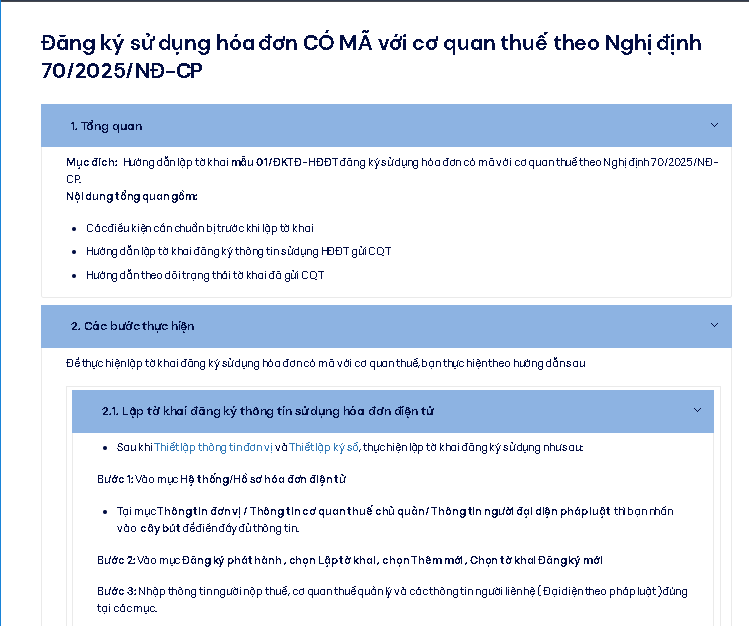 Đăng ký sử dụng hóa đơn CÓ MÃ với cơ quan thuế theo Nghị định
70/2025/NĐ-CP
1. Tổng quan
Mục đích: Hướng dẫn lập tờ khai mẫu 01/ĐKTĐ-HĐĐT đăng ký sử dụng hóa đơn có mã với cơ quan thuế theo Nghị định 70/2025/NĐ-
CP.
Nội dung tổng quan gồm:
• Các điều kiện cần chuẩn bị trước khi lập tờ khai
• Hướng dẫn lập tờ khai đăng ký thông tin sử dụng HĐĐT gửi CQT
• Hướng dẫn theo dõi trạng thái tờ khai đã gửi CQT
2. Các bước thực hiện
Để thực hiện lập tờ khai đăng ký sử dụng hóa đơn có mã với cơ quan thuế, bạn thực hiện theo hướng dẫn sau
2.1. Lập tờ khai đăng ký thông tin sử dụng hóa đơn điện tử
• Sau khi Thiết lập thông tin đơn vị và Thiết lập ký số, thực hiện lập tờ khai đăng ký sử dụng như sau:
Bước 1: Vào mục Hệ thống/Hồ sơ hóa đơn điện tử
• Tại mục Thông tin đơn vị / Thông tin cơ quan thuế chủ quản/ Thông tin người đại diện pháp luật thì bạn nhấn
vào cây bút để điền đầy đủ thông tin.
Bước 2: Vào mục Đăng ký phát hành , chọn Lập tờ khai , chọn Thêm mới , Chọn tờ khai Đăng ký mới
Bước 3: Nhập thông tin người nộp thuế, cơ quan thuế quản lý và các thông tin người liên hệ ( Đại diện theo pháp luật ) đúng
tại các mục.